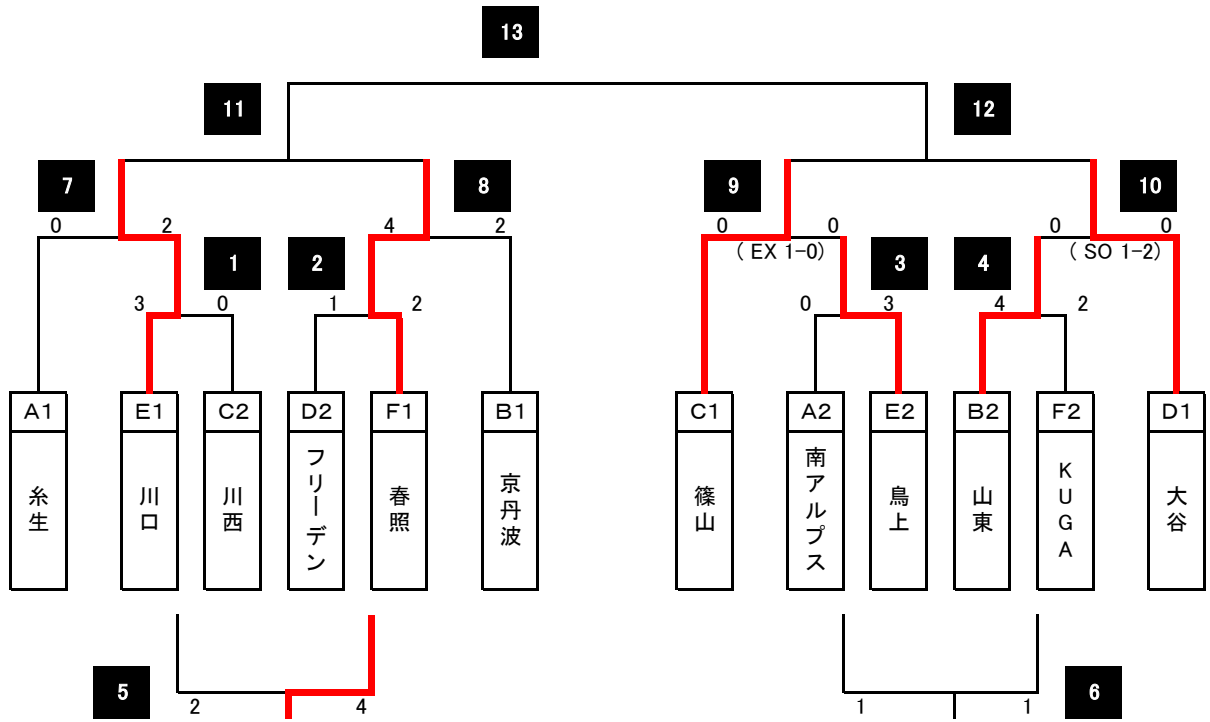 13
11 12
7 8 9 10
0 2 4 2 0 0 0 0
( EX 1-0) ( SO 1-2)
1 2 3 4
3 0 1 2 0 3 4 2
A1 E1 C2 D2 F1 B1 C1 A2 E2 B2 F2 D1
糸生
川口
川西
フリーデン
春照
京丹波
篠山
南アルプス
鳥上
山東
KUGA
大谷
5 6
2 4 1 1